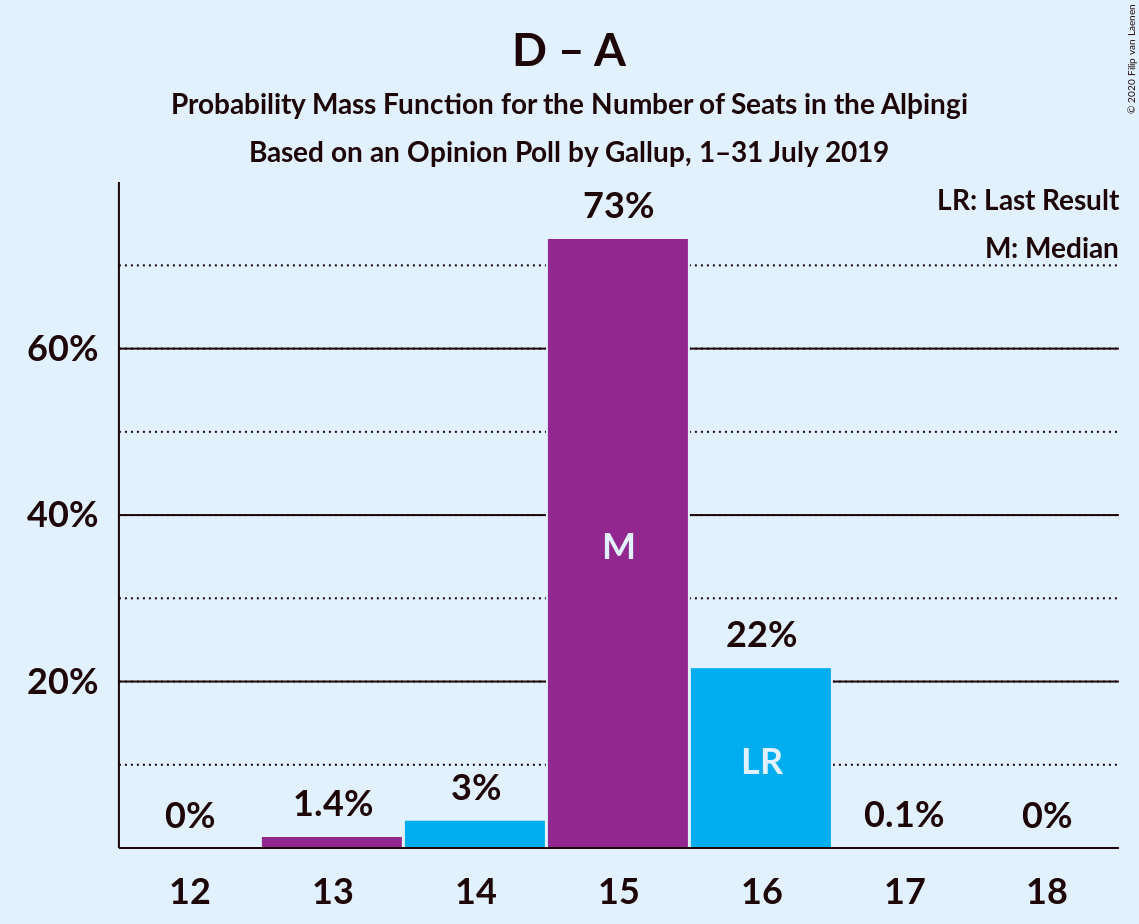 D – A
Probability Mass Function for the Number of Seats in the Alþingi
Based on an Opinion Poll by Gallup, 1–31 July 2019
© 2020 Filip van Laenen
LR: Last Result
M: Median
73%
60%
40%
M
22%
20%
LR
0%
1.4%
3%
0.1%
0%
12
13
14
15
16
17
18